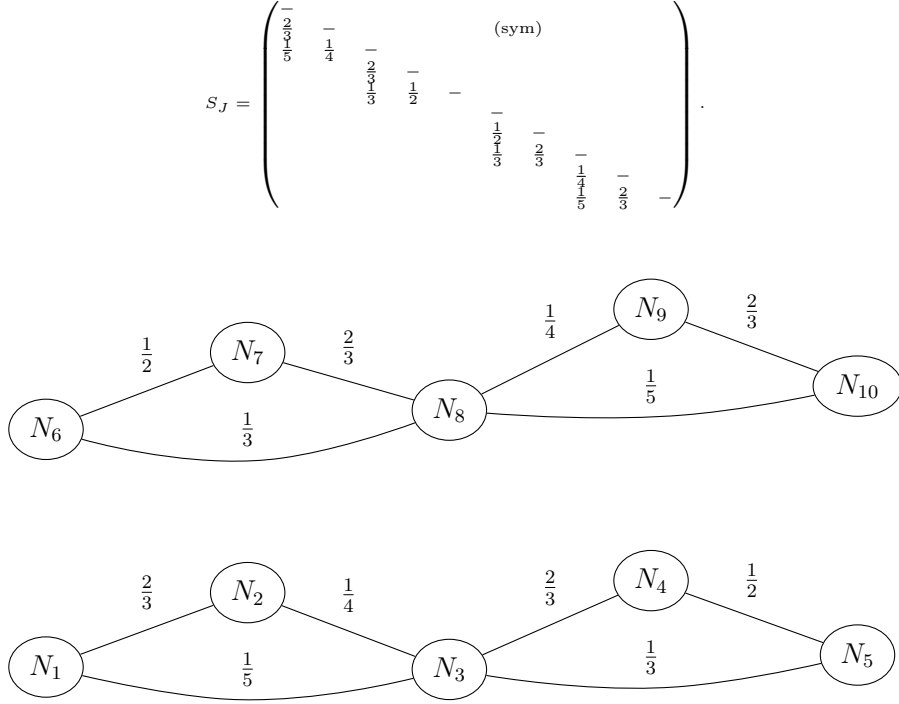 −
2/3 − (sym)
1/5 1/4 −
2/3 −
1/3 1/2 −
S_J = .
−
1/2 −
1/3 2/3 −
1/4 −
1/5 2/3 −
N_9
1/4 2/3
1/2 N_7 2/3
1/5 N_10
N_6 1/3 N_8
N_4
2/3 N_2 1/4 2/3 1/2
N_1 1/5 N_3 1/3 N_5